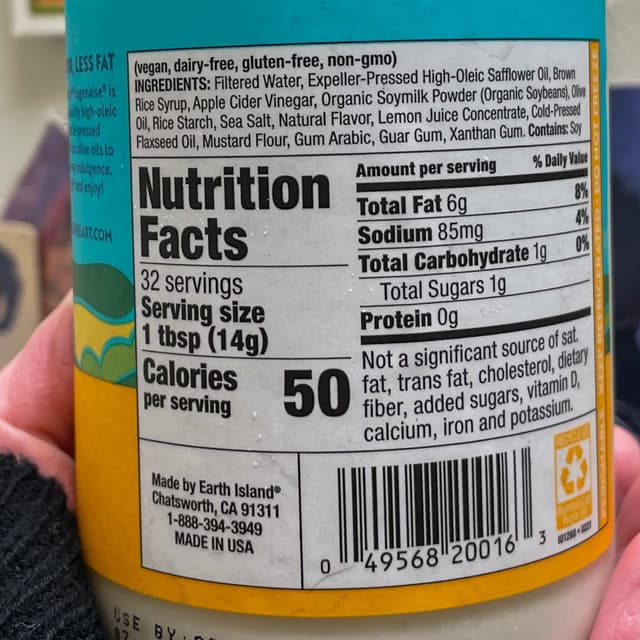 LESS FAT
is
high-oleic
pressed
olive oils to
indulgence.
and enjoy!
HEART.COM
(vegan, dairy-free, gluten-free, non-gmo)
INGREDIENTS: Filtered Water, Expeller-Pressed High-Oleic Safflower Oil, Brown
Rice Syrup, Apple Cider Vinegar, Organic Soymilk Powder (Organic Soybeans), Olive
Oil, Rice Starch, Sea Salt, Natural Flavor, Lemon Juice Concentrate, Cold-Pressed
Flaxseed Oil, Mustard Flour, Gum Arabic, Guar Gum, Xanthan Gum. Contains: Soy
Nutrition
Facts
32 servings
Serving size
1 tbsp (14g)
Calories
per serving
50
Amount per serving % Daily Value
Total Fat 6g 8%
Sodium 85mg 4%
Total Carbohydrate 1g 0%
Total Sugars 1g
Protein 0g
Not a significant source of sat.
fat, trans fat, cholesterol, dietary
fiber, added sugars, vitamin D,
calcium, iron and potassium.
Made by Earth Island®
Chatsworth, CA 91311
1-888-394-3949
MADE IN USA
0 49568 20016 3
USE BY